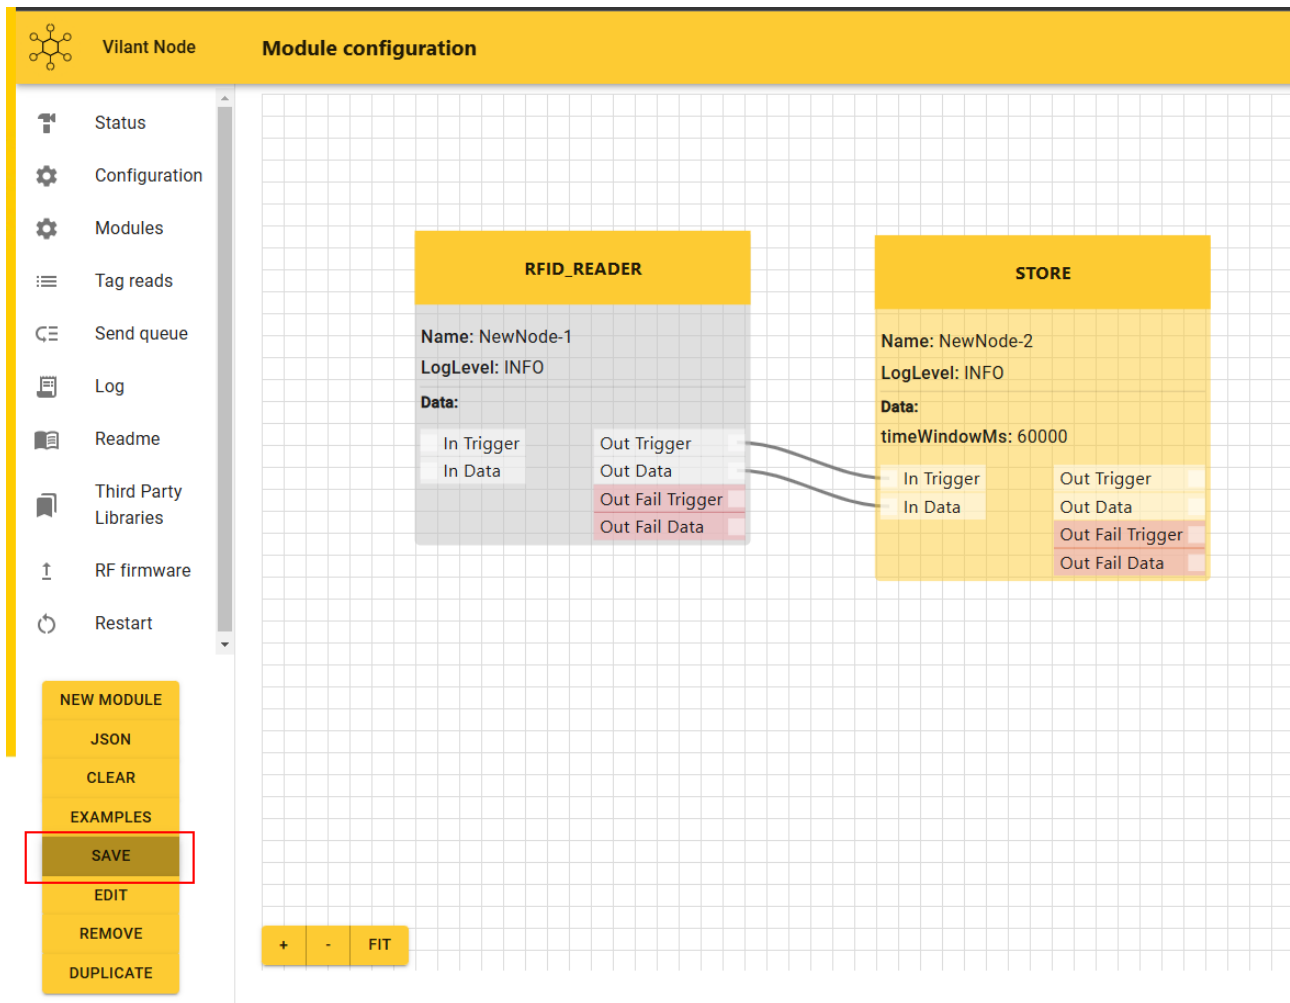 Vilant Node
Module configuration
Status
Configuration
Modules
Tag reads
Send queue
Log
Readme
Third Party
Libraries
RF firmware
Restart
NEW MODULE
JSON
CLEAR
EXAMPLES
SAVE
EDIT
REMOVE
DUPLICATE
RFID_READER
Name: NewNode-1
LogLevel: INFO
Data:
In Trigger Out Trigger
In Data Out Data
Out Fail Trigger
Out Fail Data
STORE
Name: NewNode-2
LogLevel: INFO
Data:
timeWindowMs: 60000
In Trigger Out Trigger
In Data Out Data
Out Fail Trigger
Out Fail Data
+ - FIT